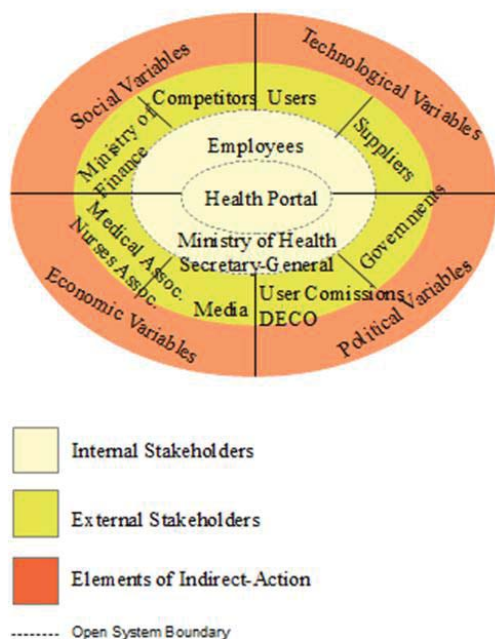 Social Variables
Technological Variables
Competitors
Users
Ministry of
Finance
Suppliers
Employees
Health Portal
Ministry of Health
Secretary-General
Governments
Medical Assoc.
Nurses Assoc.
Media
User Comissions
DECO
Economic Variables
Political Variables
Internal Stakeholders
External Stakeholders
Elements of Indirect-Action
Open System Boundary